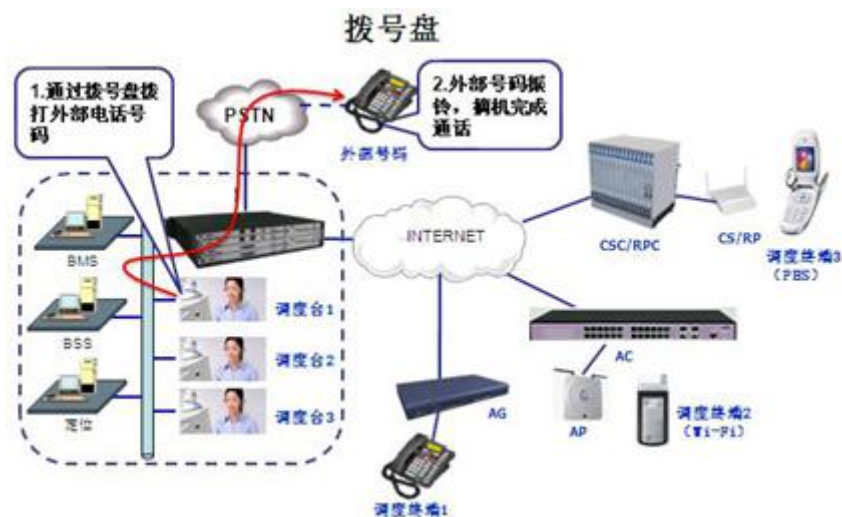 拨号盘
1.通过拨号盘拨
打外部电话号
码
2.外部号码振
铃，摘机完成
通话
PSTN
外部号码
BMS
BSS
定位
调度台1
调度台2
调度台3
INTERNET
CSC/RPC
CS/RP
调度终端3
（PHS）
AC
AG
AP
调度终端2
（Wi-Fi）
调度终端1